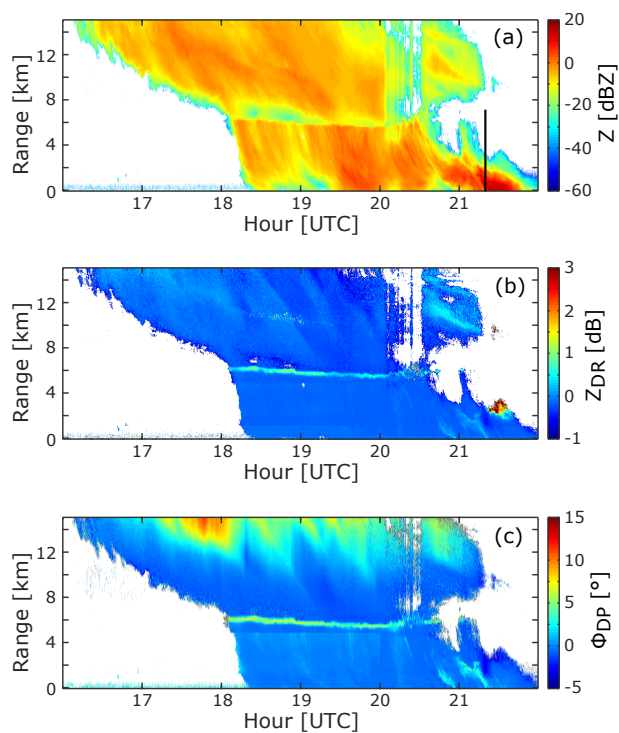 (a)
Range [km]
12
8
4
0
17 18 19 20 21
Hour [UTC]
20
0
-20
-40
-60
Z [dBZ]
(b)
Range [km]
12
8
4
0
17 18 19 20 21
Hour [UTC]
3
2
1
0
-1
Z_DR [dB]
(c)
Range [km]
12
8
4
0
17 18 19 20 21
Hour [UTC]
15
10
5
0
-5
Φ_DP [°]